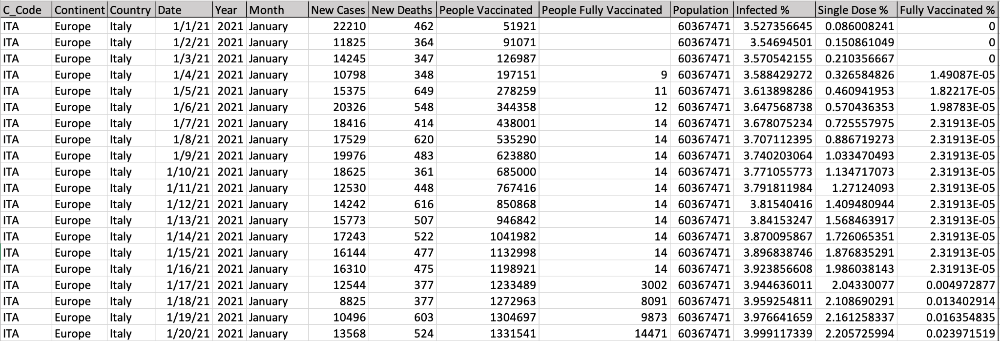 C_Code Continent Country Date Year Month New Cases New Deaths People Vaccinated People Fully Vaccinated Population Infected % Single Dose % Fully Vaccinated %
ITA Europe Italy 1/1/21 2021 January 22210 462 51921 60367471 3.527356645 0.086008241 0
ITA Europe Italy 1/2/21 2021 January 11825 364 91071 60367471 3.54694501 0.150861049 0
ITA Europe Italy 1/3/21 2021 January 14245 347 126987 60367471 3.570542155 0.210356667 0
ITA Europe Italy 1/4/21 2021 January 10798 348 197151 9 60367471 3.588429272 0.326584826 1.49087E-05
ITA Europe Italy 1/5/21 2021 January 15375 649 278259 11 60367471 3.613898286 0.460941953 1.82217E-05
ITA Europe Italy 1/6/21 2021 January 20326 548 344358 12 60367471 3.647568738 0.570436353 1.98783E-05
ITA Europe Italy 1/7/21 2021 January 18416 414 438001 14 60367471 3.678075234 0.725557975 2.31913E-05
ITA Europe Italy 1/8/21 2021 January 17529 620 535290 14 60367471 3.707112395 0.886719273 2.31913E-05
ITA Europe Italy 1/9/21 2021 January 19976 483 623880 14 60367471 3.740203064 1.033470493 2.31913E-05
ITA Europe Italy 1/10/21 2021 January 18625 361 685000 14 60367471 3.771055773 1.134717073 2.31913E-05
ITA Europe Italy 1/11/21 2021 January 12530 448 767416 14 60367471 3.791811984 1.27124093 2.31913E-05
ITA Europe Italy 1/12/21 2021 January 14242 616 850868 14 60367471 3.81540416 1.409480944 2.31913E-05
ITA Europe Italy 1/13/21 2021 January 15773 507 946842 14 60367471 3.84153247 1.568463917 2.31913E-05
ITA Europe Italy 1/14/21 2021 January 17243 522 1041982 14 60367471 3.870095867 1.726065351 2.31913E-05
ITA Europe Italy 1/15/21 2021 January 16144 477 1132998 14 60367471 3.896838746 1.876835291 2.31913E-05
ITA Europe Italy 1/16/21 2021 January 16310 475 1198921 14 60367471 3.923856608 1.986038143 2.31913E-05
ITA Europe Italy 1/17/21 2021 January 12544 377 1233489 3002 60367471 3.944636011 2.04330077 0.004972877
ITA Europe Italy 1/18/21 2021 January 8825 377 1272963 8091 60367471 3.959254811 2.108690291 0.013402914
ITA Europe Italy 1/19/21 2021 January 10496 603 1304697 9873 60367471 3.976641659 2.161258337 0.016354835
ITA Europe Italy 1/20/21 2021 January 13568 524 1331541 14471 60367471 3.999117339 2.205725994 0.023971519